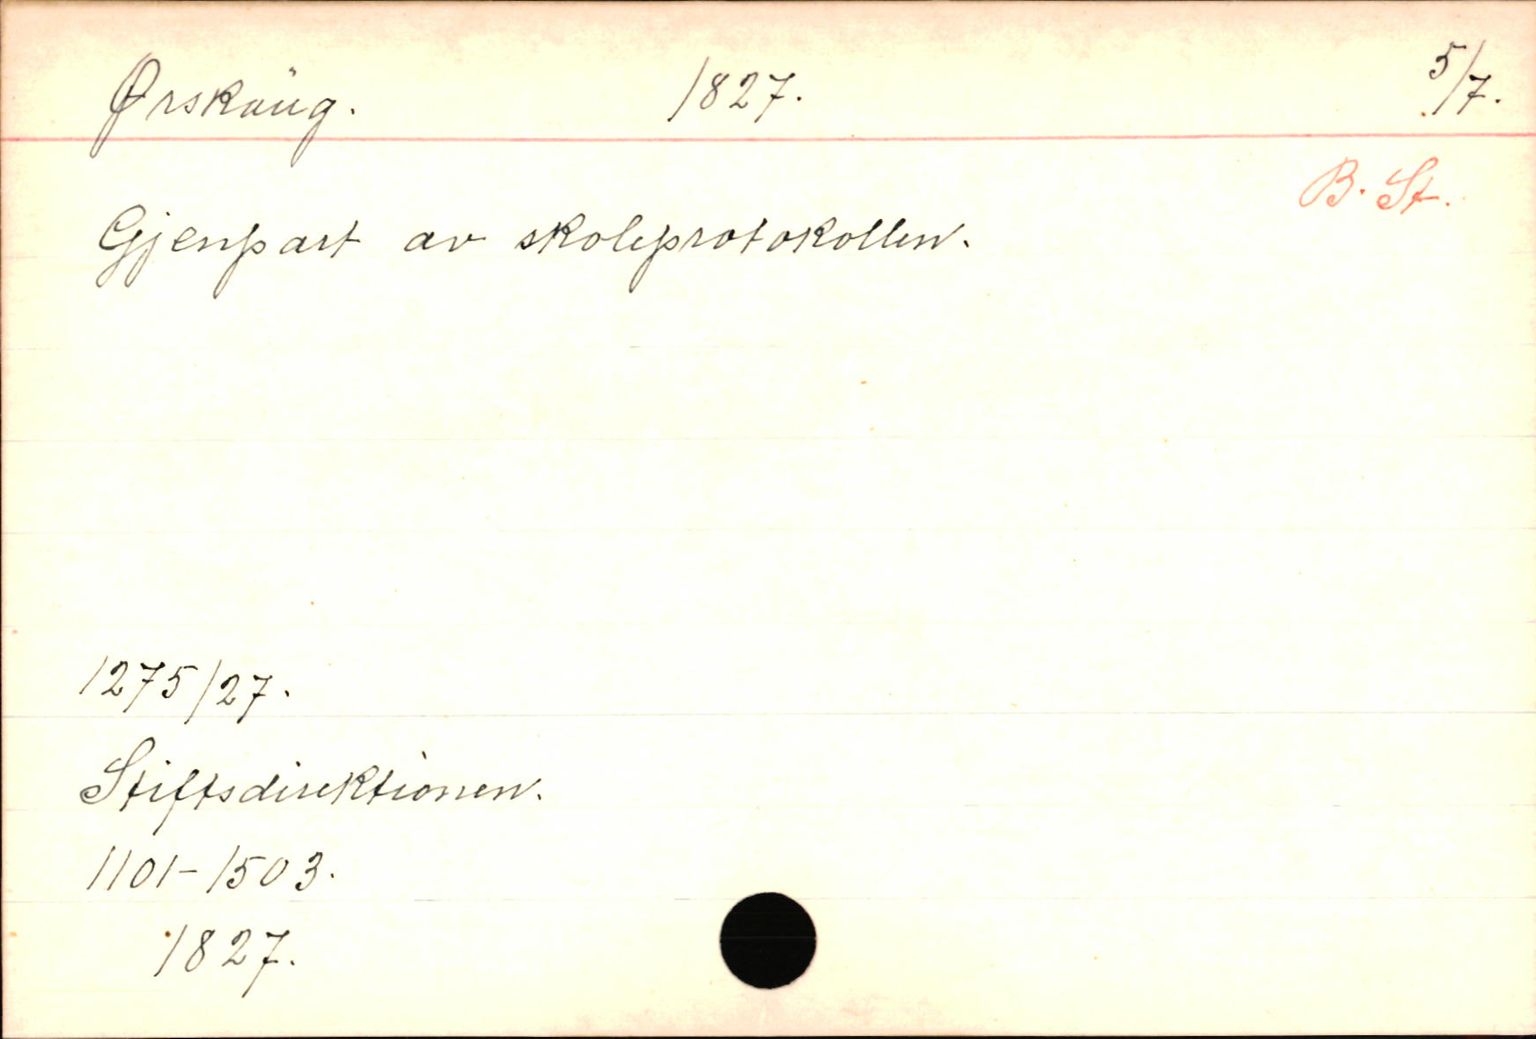 Ørskaug. 1827. 5/7.
B. St.
Gjenpart av skoleprotokollen.
1275/27.
Stiftsdirektionen.
1101-1503.
1827.